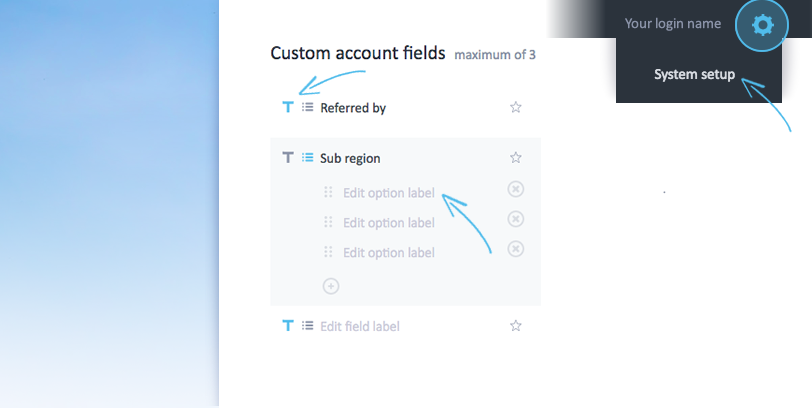 Your login name
System setup
Custom account fields maximum of 3
T Referred by
T Sub region
Edit option label
Edit option label
Edit option label
T Edit field label